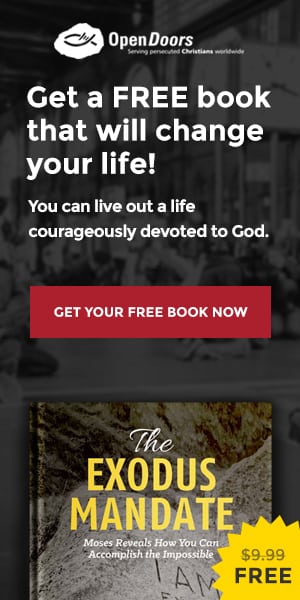 OpenDoors
Serving persecuted Christians worldwide
Get a FREE book
that will change
your life!
You can live out a life
courageously devoted to God.
GET YOUR FREE BOOK NOW
The
EXODUS
MANDATE
Moses Reveals How You Can
Accomplish the Impossible
I AM
$9.99
FREE